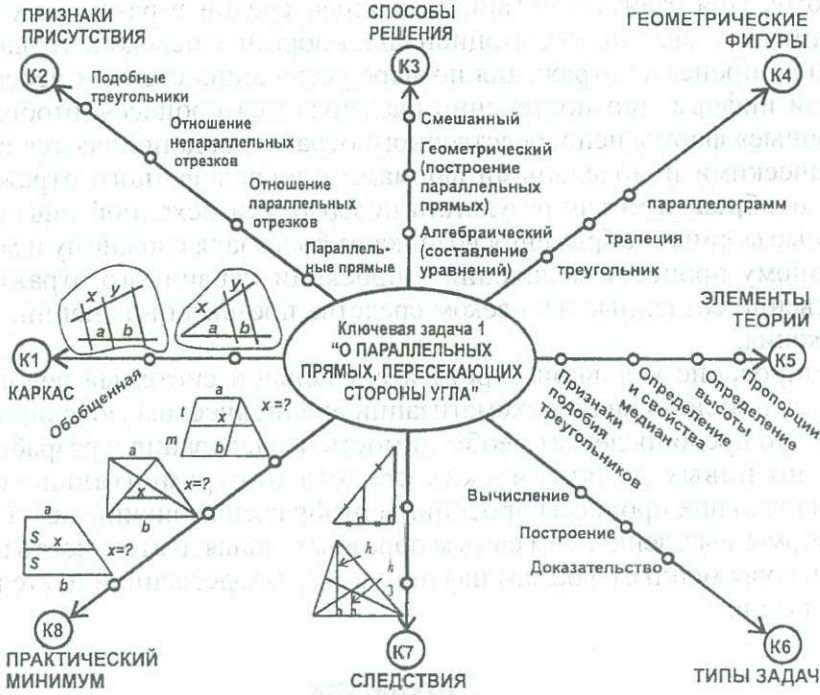 ПРИЗНАКИ
ПРИСУТСТВИЯ
К2
Подобные
треугольники
Отношение
непараллельных
отрезков
Отношение
параллельных
отрезков
Параллель-
ные прямые
СПОСОБЫ
РЕШЕНИЯ
К3
Смешанный
Геометрический
(построение
параллельных
прямых)
Алгебраический
(составление
уравнений)
ГЕОМЕТРИЧЕСКИЕ
ФИГУРЫ
К4
параллелограмм
трапеция
треугольник
К1
КАРКАС
x y
a b
x y
a b
Обобщенная
Ключевая задача 1
"О ПАРАЛЛЕЛЬНЫХ
ПРЯМЫХ, ПЕРЕСЕКАЮЩИХ
СТОРОНЫ УГЛА"
ЭЛЕМЕНТЫ
ТЕОРИИ
К5
Признаки
подобия
треугольников
Определение
и свойства
медиан
Определение
высоты
Определение
Пропорции
a
x
m
b
x=?
a
x
b
x=?
a
S
S
b
x=?
К8
ПРАКТИЧЕСКИЙ
МИНИМУМ
К7
СЛЕДСТВИЯ
Вычисление
Построение
Доказательство
К6
ТИПЫ ЗАДАЧ